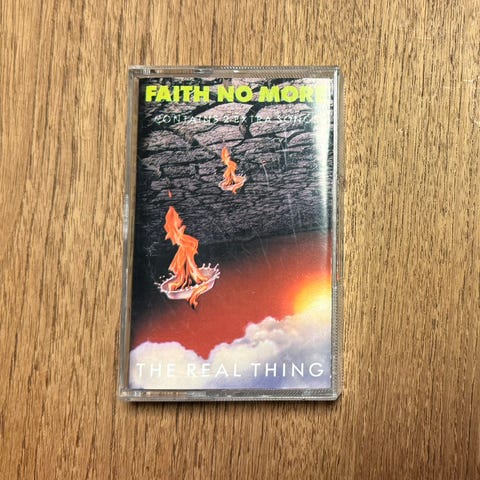 FAITH NO MORE
CONTAINS 2 EXTRA SONGS
THE REAL THING